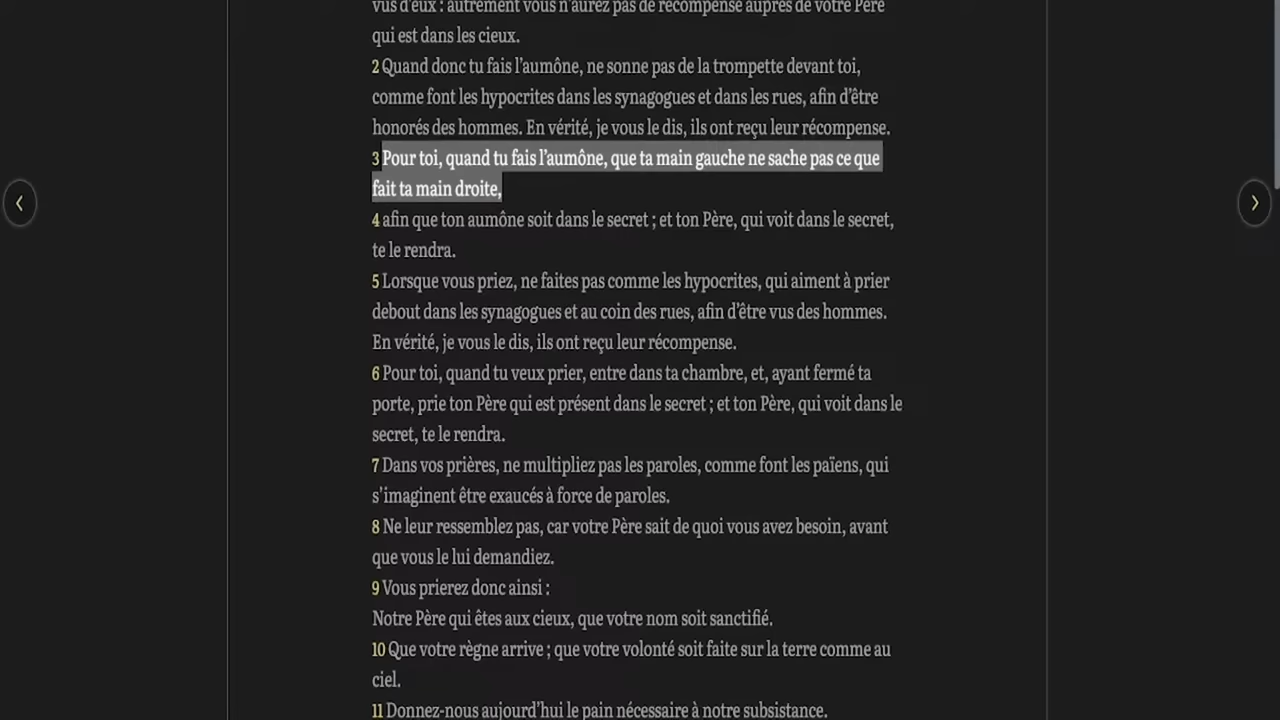 vus d'eux : autrement vous n'aurez pas de récompense auprès de votre Père
qui est dans les cieux.
2 Quand donc tu fais l'aumône, ne sonne pas de la trompette devant toi,
comme font les hypocrites dans les synagogues et dans les rues, afin d'être
honorés des hommes. En vérité, je vous le dis, ils ont reçu leur récompense.
3 Pour toi, quand tu fais l'aumône, que ta main gauche ne sache pas ce que
fait ta main droite,
4 afin que ton aumône soit dans le secret ; et ton Père, qui voit dans le secret,
te le rendra.
5 Lorsque vous priez, ne faites pas comme les hypocrites, qui aiment à prier
debout dans les synagogues et au coin des rues, afin d'être vus des hommes.
En vérité, je vous le dis, ils ont reçu leur récompense.
6 Pour toi, quand tu veux prier, entre dans ta chambre, et, ayant fermé ta
porte, prie ton Père qui est présent dans le secret ; et ton Père, qui voit dans le
secret, te le rendra.
7 Dans vos prières, ne multipliez pas les paroles, comme font les païens, qui
s'imaginent être exaucés à force de paroles.
8 Ne leur ressemblez pas, car votre Père sait de quoi vous avez besoin, avant
que vous le lui demandiez.
9 Vous prierez donc ainsi :
Notre Père qui êtes aux cieux, que votre nom soit sanctifié.
10 Que votre règne arrive ; que votre volonté soit faite sur la terre comme au
ciel.
11 Donnez-nous aujourd'hui le pain nécessaire à notre subsistance.